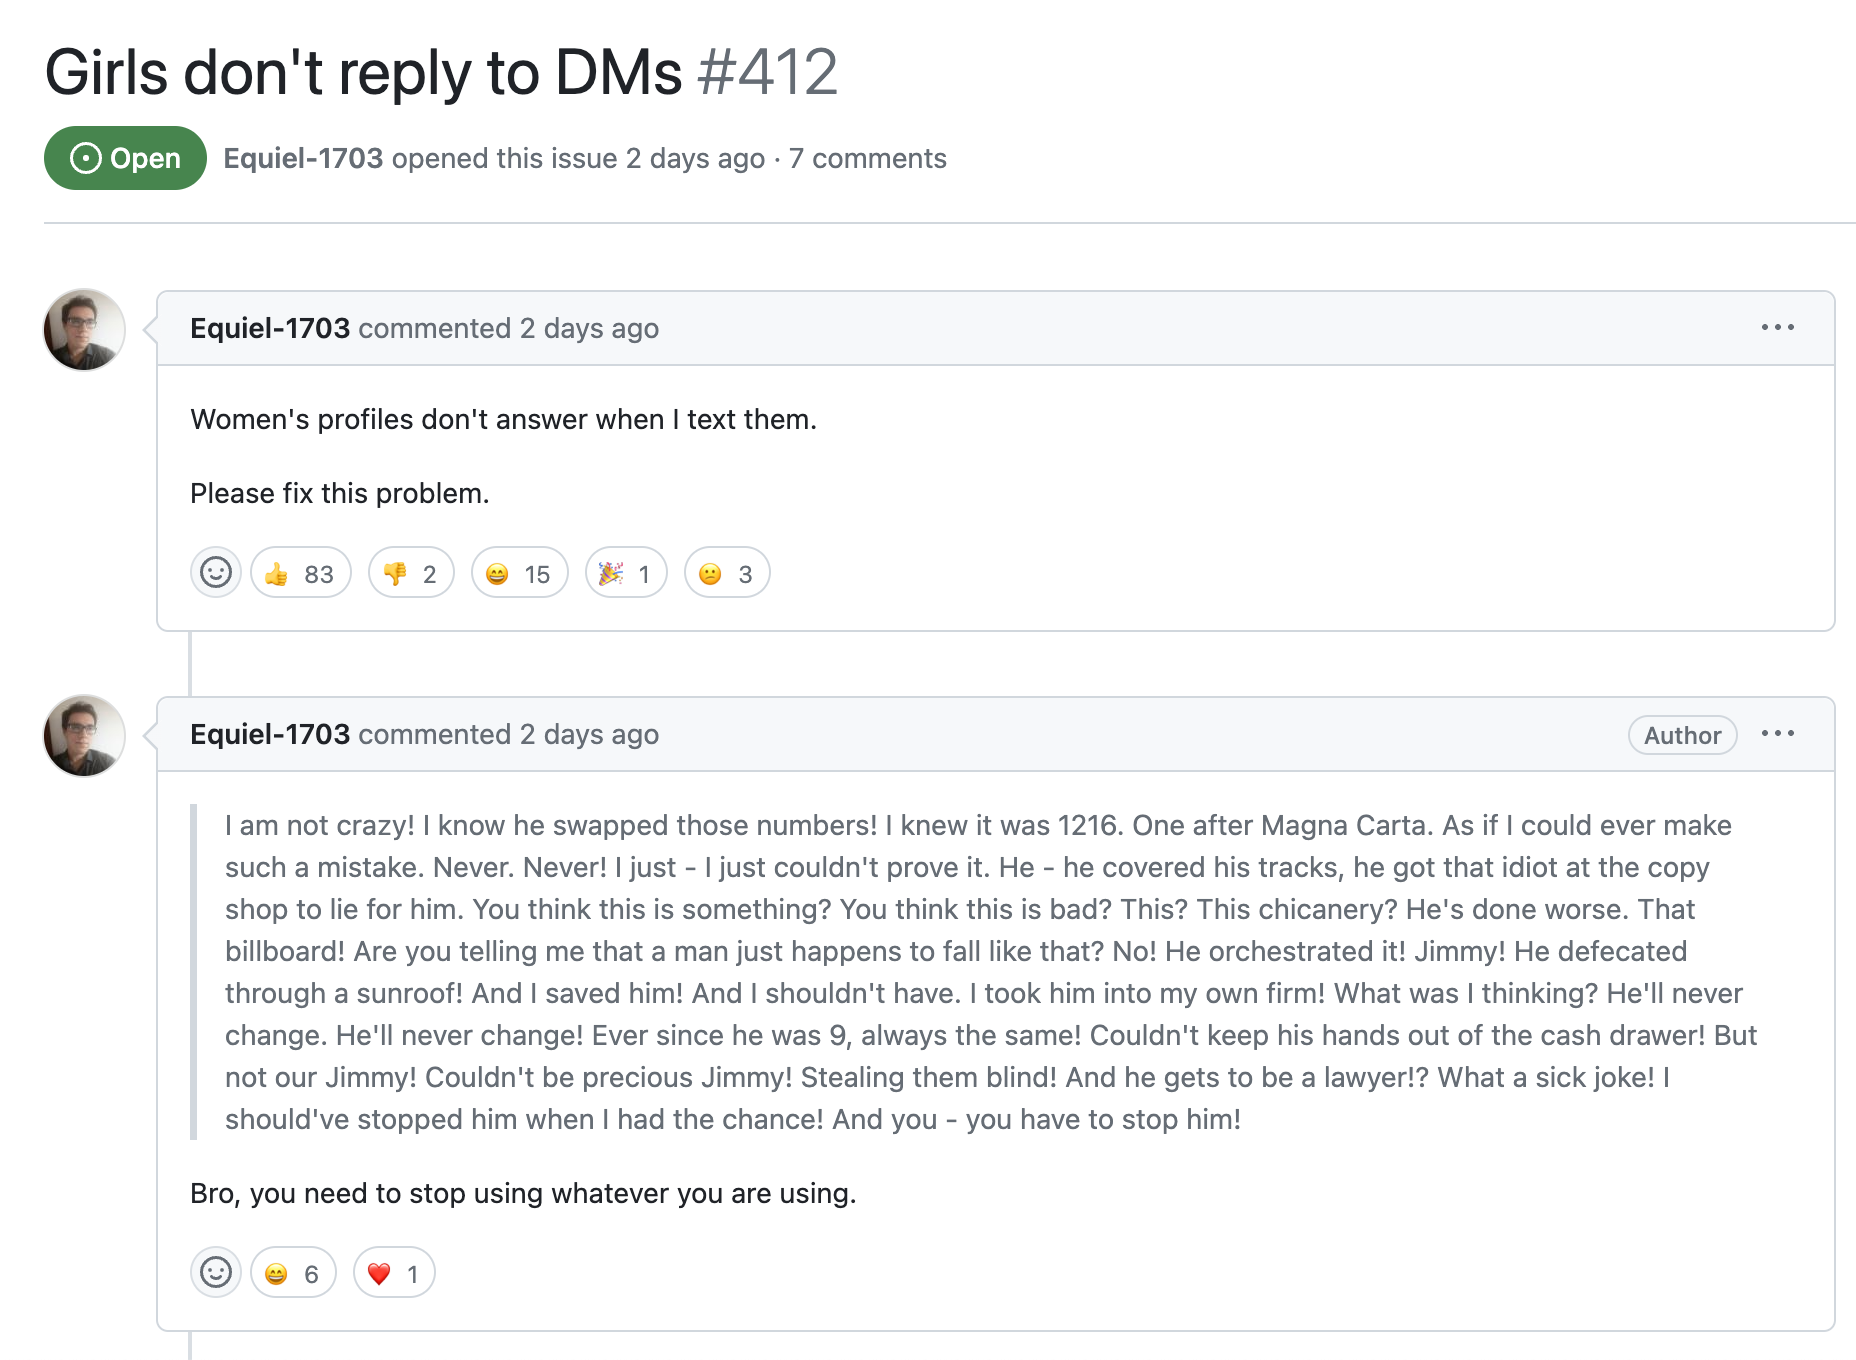 Girls don't reply to DMs #412
Open
Equiel-1703 opened this issue 2 days ago · 7 comments
Equiel-1703 commented 2 days ago
Women's profiles don't answer when I text them.
Please fix this problem.
👍 83 👎 2 😄 15 🎉 1 😕 3
Equiel-1703 commented 2 days ago
Author
I am not crazy! I know he swapped those numbers! I knew it was 1216. One after Magna Carta. As if I could ever make
such a mistake. Never. Never! I just - I just couldn't prove it. He - he covered his tracks, he got that idiot at the copy
shop to lie for him. You think this is something? You think this is bad? This? This chicanery? He's done worse. That
billboard! Are you telling me that a man just happens to fall like that? No! He orchestrated it! Jimmy! He defecated
through a sunroof! And I saved him! And I shouldn't have. I took him into my own firm! What was I thinking? He'll never
change. He'll never change! Ever since he was 9, always the same! Couldn't keep his hands out of the cash drawer! But
not our Jimmy! Couldn't be precious Jimmy! Stealing them blind! And he gets to be a lawyer!? What a sick joke! I
should've stopped him when I had the chance! And you - you have to stop him!
Bro, you need to stop using whatever you are using.
😄 6 ❤️ 1